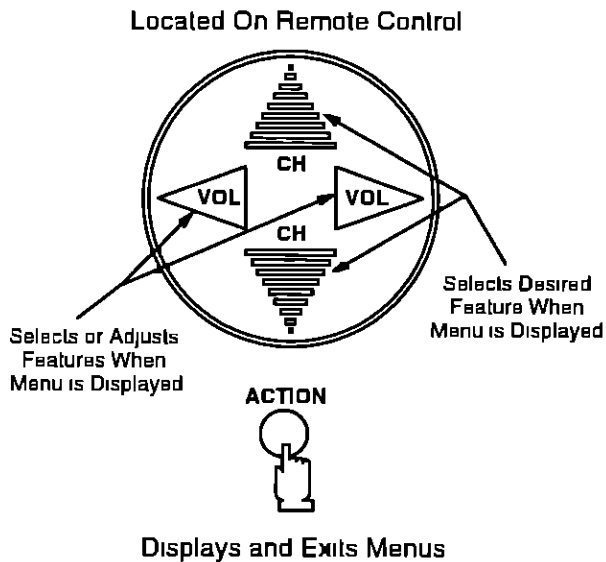 Located On Remote Control
CH
VOL
VOL
CH
Selects or Adjusts
Features When
Menu is Displayed
Selects Desired
Feature When
Menu is Displayed
ACTION
Displays and Exits Menus